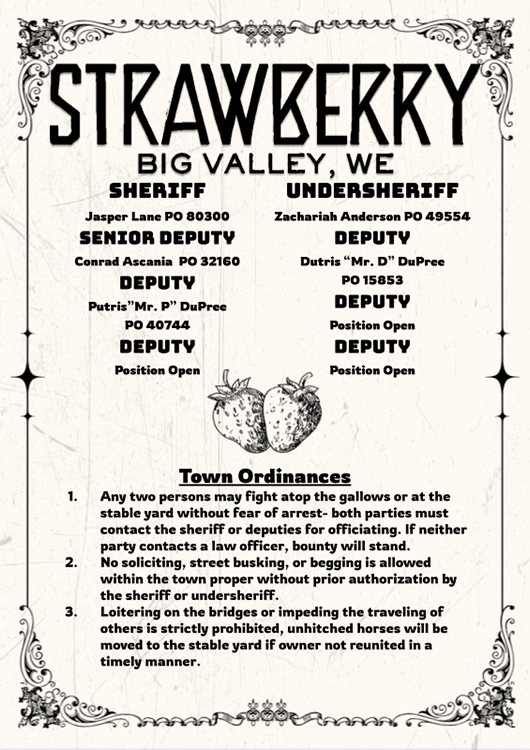 STRAWBERRY
BIG VALLEY, WE
SHERIFF
Jasper Lane PO 80300
SENIOR DEPUTY
Conrad Ascania PO 32160
DEPUTY
Putris"Mr. P" DuPree
PO 40744
DEPUTY
Position Open
UNDERSHERIFF
Zachariah Anderson PO 49554
DEPUTY
Dutris "Mr. D" DuPree
PO 15853
DEPUTY
Position Open
DEPUTY
Position Open
Town Ordinances
1. Any two persons may fight atop the gallows or at the
stable yard without fear of arrest- both parties must
contact the sheriff or deputies for officiating. If neither
party contacts a law officer, bounty will stand.
2. No soliciting, street busking, or begging is allowed
within the town proper without prior authorization by
the sheriff or undersheriff.
3. Loitering on the bridges or impeding the traveling of
others is strictly prohibited, unhitched horses will be
moved to the stable yard if owner not reunited in a
timely manner.